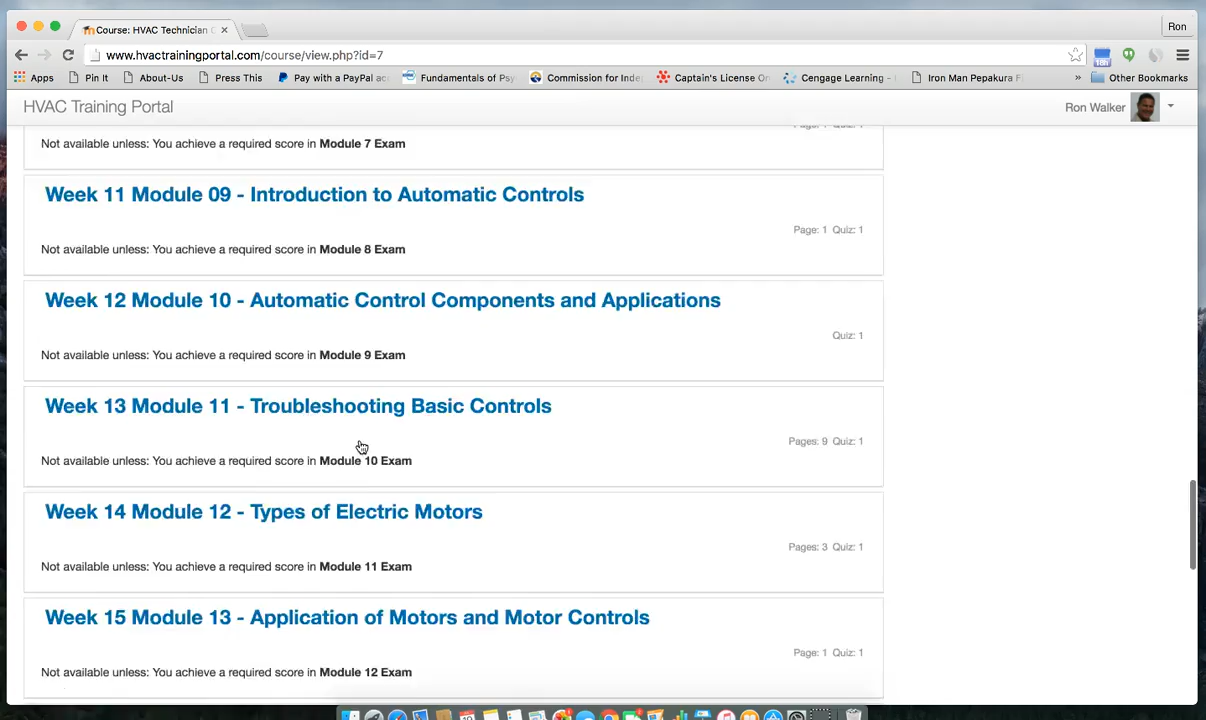 Course: HVAC Technician
Ron
www.hvactrainingportal.com/course/view.php?id=7
Apps Pin It About-Us Press This Pay with a PayPal Fundamentals of Psy Commission for Inde Captain's License On Cengage Learning - Iron Man Pepakura » Other Bookmarks
18h
HVAC Training Portal
Ron Walker
Page: 1 Quiz: 1
Not available unless: You achieve a required score in Module 7 Exam
Week 11 Module 09 - Introduction to Automatic Controls
Page: 1 Quiz: 1
Not available unless: You achieve a required score in Module 8 Exam
Week 12 Module 10 - Automatic Control Components and Applications
Quiz: 1
Not available unless: You achieve a required score in Module 9 Exam
Week 13 Module 11 - Troubleshooting Basic Controls
Pages: 9 Quiz: 1
Not available unless: You achieve a required score in Module 10 Exam
Week 14 Module 12 - Types of Electric Motors
Pages: 3 Quiz: 1
Not available unless: You achieve a required score in Module 11 Exam
Week 15 Module 13 - Application of Motors and Motor Controls
Page: 1 Quiz: 1
Not available unless: You achieve a required score in Module 12 Exam